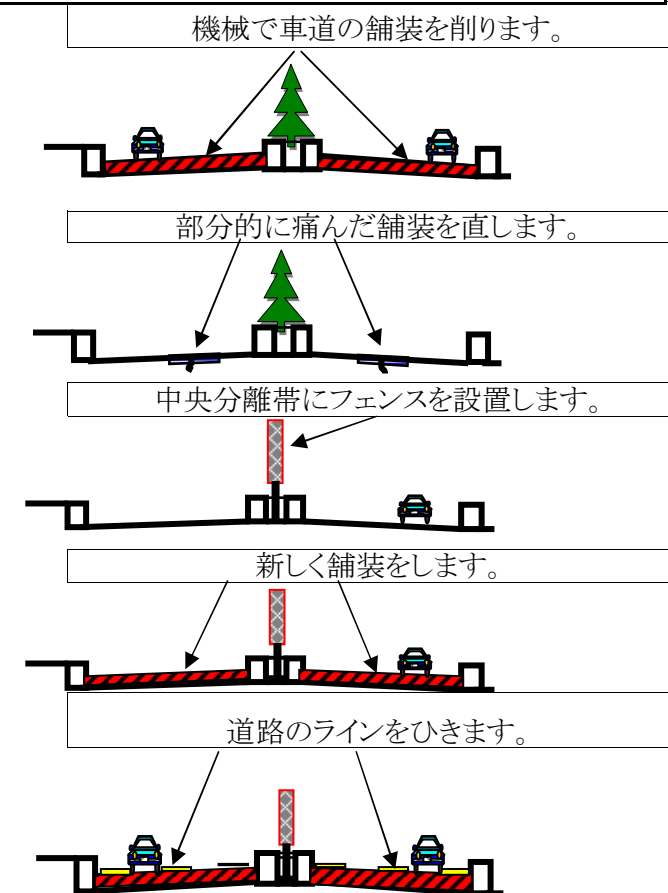 機械で車道の舗装を削ります。
部分的に痛んだ舗装を直します。
中央分離帯にフェンスを設置します。
新しく舗装をします。
道路のラインをひきます。